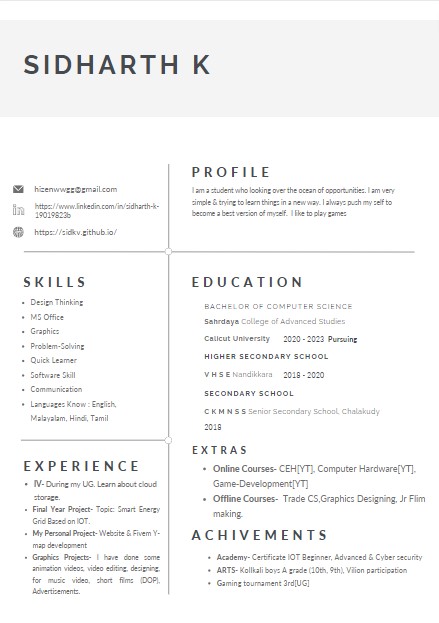 SIDHARTH K
hizenwwgg@gmail.com
https://www.linkedin.com/in/sidharth-k-
19019823b
https://sidkv.github.io/
PROFILE
I am a student who looking over the ocean of opportunities. I am very
simple & trying to learn things in a new way. I always push my self to
become a best version of myself. I like to play games
SKILLS
Design Thinking
MS Office
Graphics
Problem-Solving
Quick Learner
Software Skill
Communication
Languages Know : English,
Malayalam, Hindi, Tamil
EXPERIENCE
IV- During my UG. Learn about cloud
storage.
Final Year Project- Topic: Smart Energy
Grid Based on IOT.
My Personal Project- Website & Fivem Y-
map development
Graphics Projects- I have done some
animation videos, video editing, designing,
for music video, short films (DOP),
Advertisements.
EDUCATION
BACHELOR OF COMPUTER SCIENCE
Sahrdaya College of Advanced Studies
Calicut University 2020 - 2023 Pursuing
HIGHER SECONDARY SCHOOL
V H S E Nandikkara 2018 - 2020
SECONDARY SCHOOL
C K M N S S Senior Secondary School, Chalakudy
2018
EXTRAS
Online Courses- CEH[YT], Computer Hardware[YT],
Game-Development[YT]
Offline Courses- Trade CS,Graphics Designing, Jr Flim
making.
ACHIVEMENTS
Academy- Certificate IOT Beginner, Advanced & Cyber security
ARTS- Kollkali boys A grade (10th, 9th), Vilion participation
Gaming tournament 3rd[UG]